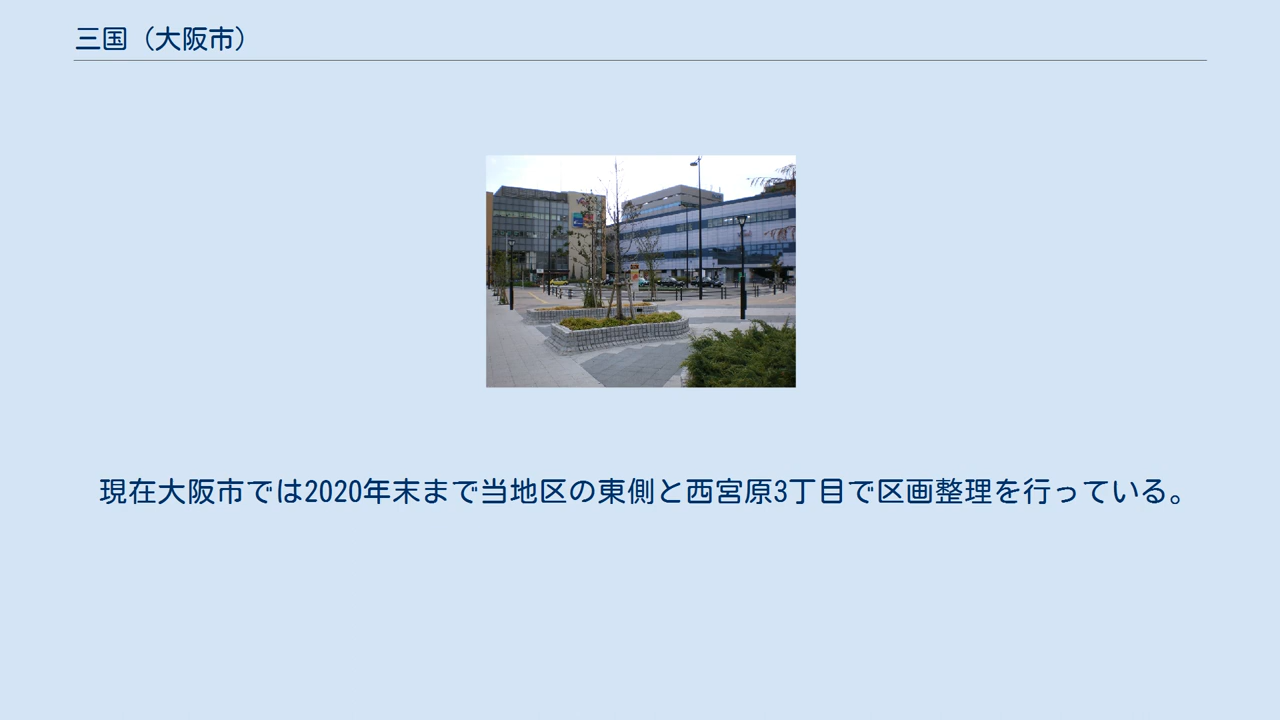 三国（大阪市）
現在大阪市では2020年末まで当地区の東側と西宮原3丁目で区画整理を行っている。